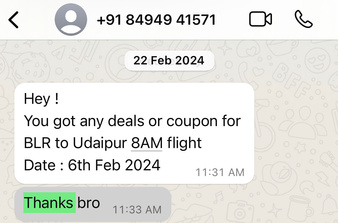 +91 84949 41571
22 Feb 2024
Hey !
You got any deals or coupon for
BLR to Udaipur 8AM flight
Date : 6th Feb 2024
11:31 AM
Thanks bro
11:33 AM